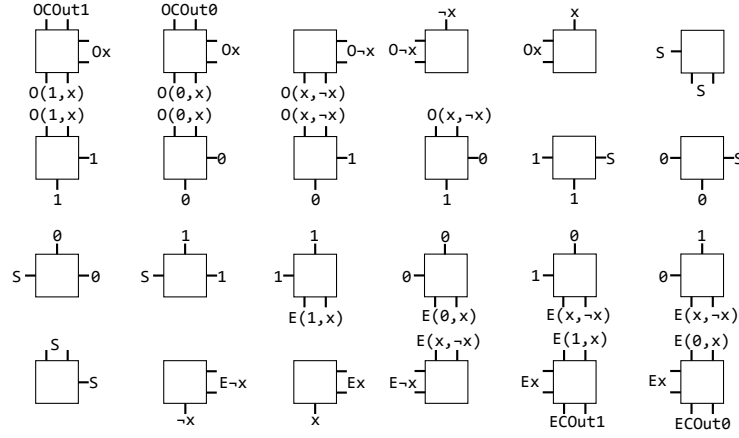 OCOut1 OCOut0 ¬x x
Ox Ox O¬x O¬x Ox S
O(1,x) O(0,x) O(x,¬x) S
O(1,x) O(0,x) O(x,¬x) O(x,¬x)
1 0 1 0 1 S 0 S
1 0 0 1 1 0
0 1 1 0 0 1
S 0 S 1 1 0 1 0
E(1,x) E(0,x) E(x,¬x) E(x,¬x)
S E(x,¬x) E(1,x) E(0,x)
S E¬x Ex E¬x Ex Ex
¬x x ECOut1 ECOut0